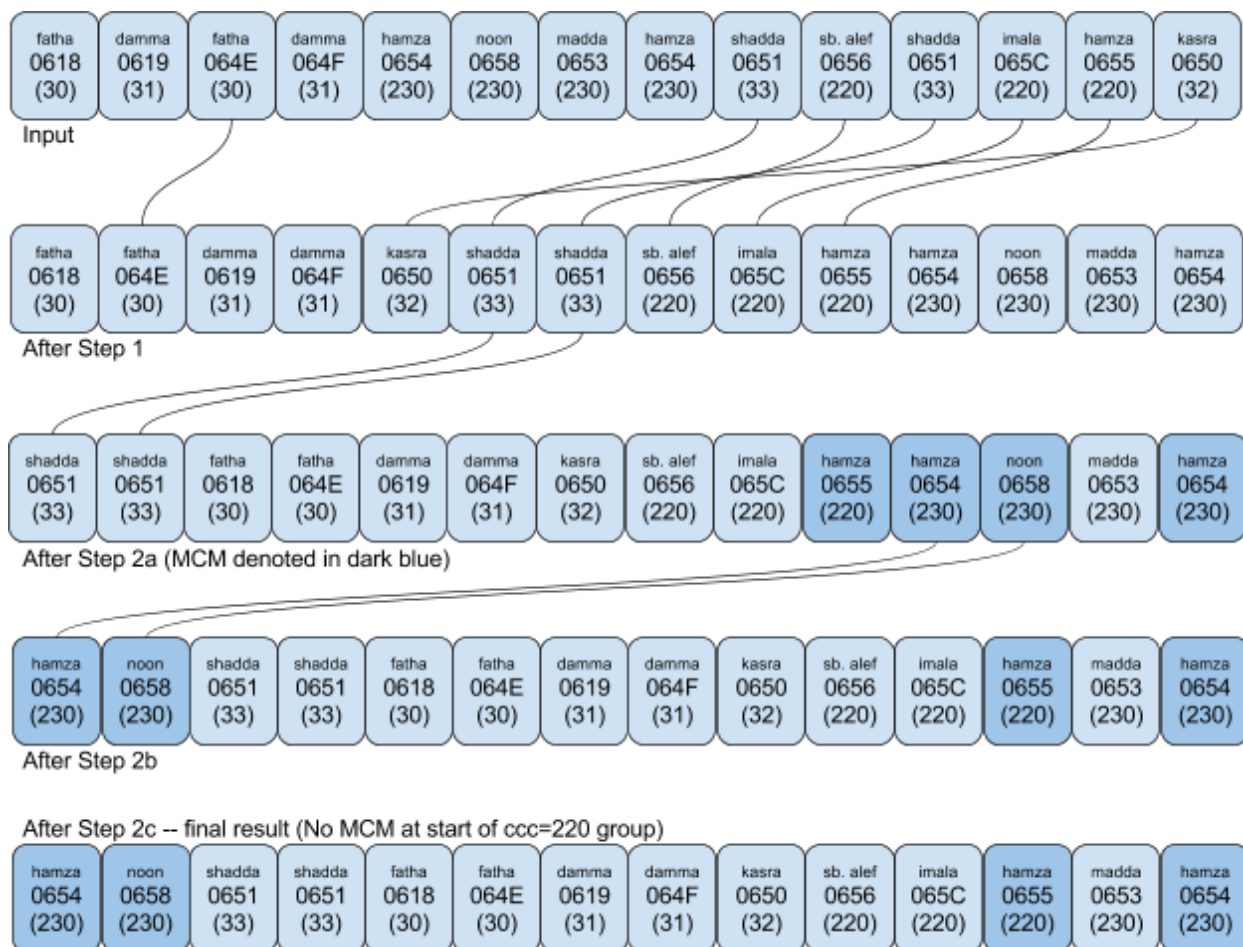 fatha damma fatha damma hamza noon madda hamza shadda sb. alef shadda imala hamza kasra
0618 0619 064E 064F 0654 0658 0653 0654 0651 0656 0651 065C 0655 0650
(30) (31) (30) (31) (230) (230) (230) (230) (33) (220) (33) (220) (220) (32)
Input
fatha fatha damma damma kasra shadda shadda sb. alef imala hamza hamza noon madda hamza
0618 064E 0619 064F 0650 0651 0651 0656 065C 0655 0654 0658 0653 0654
(30) (30) (31) (31) (32) (33) (33) (220) (220) (220) (230) (230) (230) (230)
After Step 1
shadda shadda fatha fatha damma damma kasra sb. alef imala hamza hamza noon madda hamza
0651 0651 0618 064E 0619 064F 0650 0656 065C 0655 0654 0658 0653 0654
(33) (33) (30) (30) (31) (31) (32) (220) (220) (220) (230) (230) (230) (230)
After Step 2a (MCM denoted in dark blue)
hamza noon shadda shadda fatha fatha damma damma kasra sb. alef imala hamza madda hamza
0654 0658 0651 0651 0618 064E 0619 064F 0650 0656 065C 0655 0653 0654
(230) (230) (33) (33) (30) (30) (31) (31) (32) (220) (220) (220) (230) (230)
After Step 2b
After Step 2c -- final result (No MCM at start of ccc=220 group)
hamza noon shadda shadda fatha fatha damma damma kasra sb. alef imala hamza madda hamza
0654 0658 0651 0651 0618 064E 0619 064F 0650 0656 065C 0655 0653 0654
(230) (230) (33) (33) (30) (30) (31) (31) (32) (220) (220) (220) (230) (230)